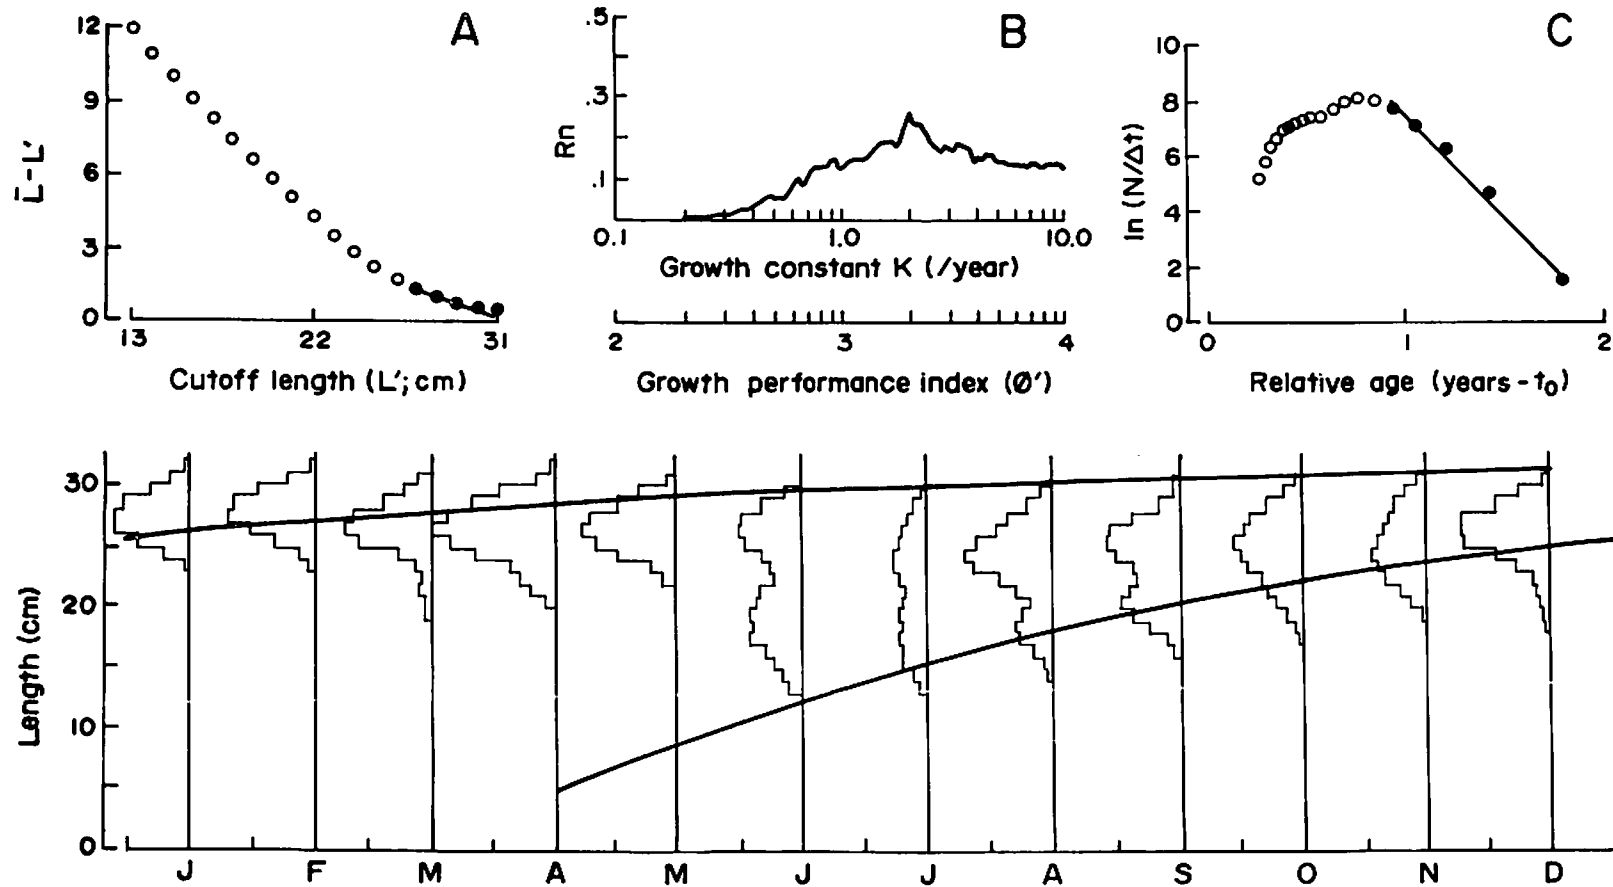 A
12
9
6
3
0
L̄-L'
13 22 31
Cutoff length (L'; cm)
B
.5
.3
.1
Rn
0.1 1.0 10.0
Growth constant K (/year)
2 3 4
Growth performance index (Ø')
C
10
8
6
4
2
0
ln (N/Δt)
0 1 2
Relative age (years - t₀)
30
20
10
0
Length (cm)
J F M A M J J A S O N D